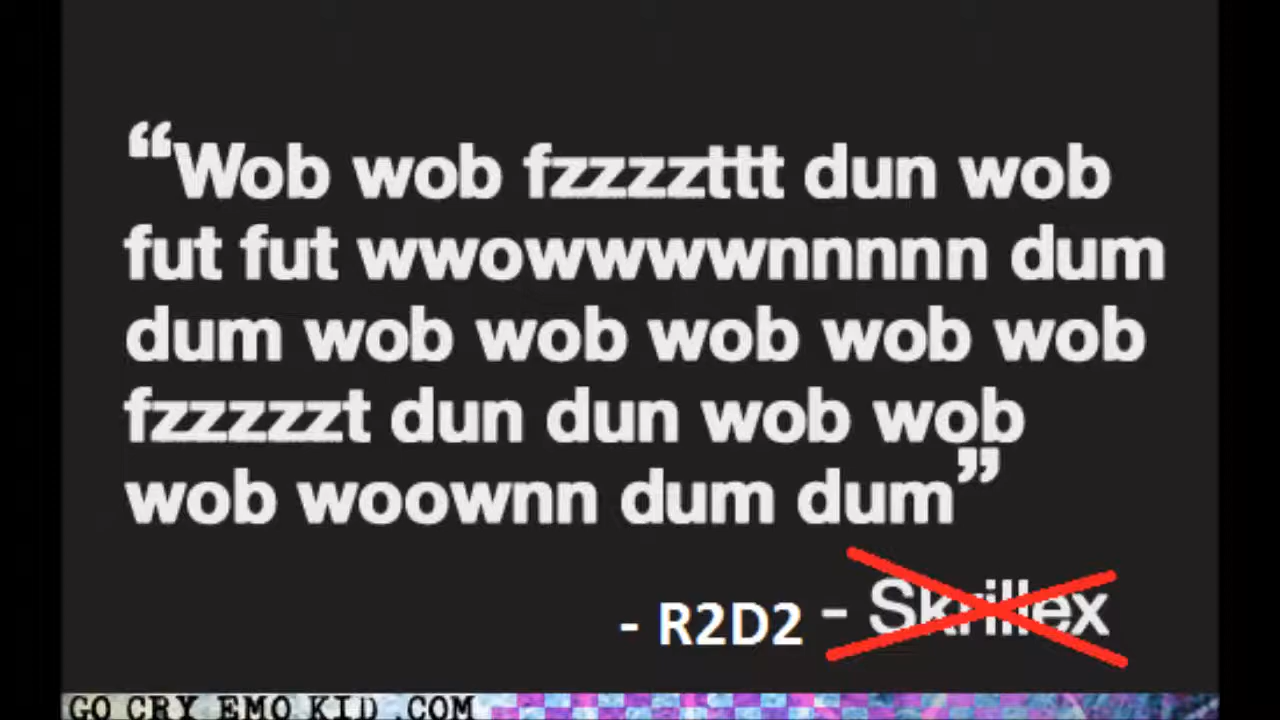 “Wob wob fzzzzttt dun wob
fut fut wwowwwwwnnnnn dum
dum wob wob wob wob wob
fzzzzzt dun dun wob wob
wob woownn dum dum”
- R2D2 - Skrillex
GO CRY EMO KID .COM